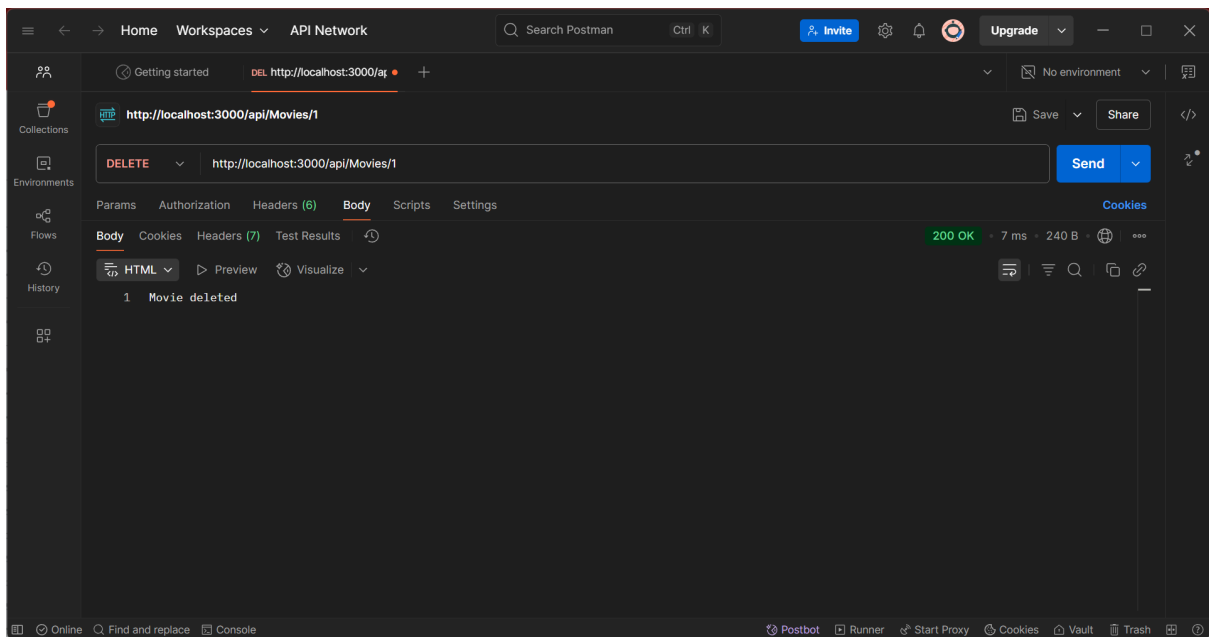 Home Workspaces API Network Search Postman Ctrl K Invite Upgrade
Getting started DEL http://localhost:3000/ap No environment
HTTP http://localhost:3000/api/Movies/1 Save Share
Collections
DELETE http://localhost:3000/api/Movies/1 Send
Environments
Params Authorization Headers (6) Body Scripts Settings Cookies
Flows
Body Cookies Headers (7) Test Results 200 OK 7 ms 240 B
HTML Preview Visualize
History
1 Movie deleted
Online Find and replace Console Postbot Runner Start Proxy Cookies Vault Trash